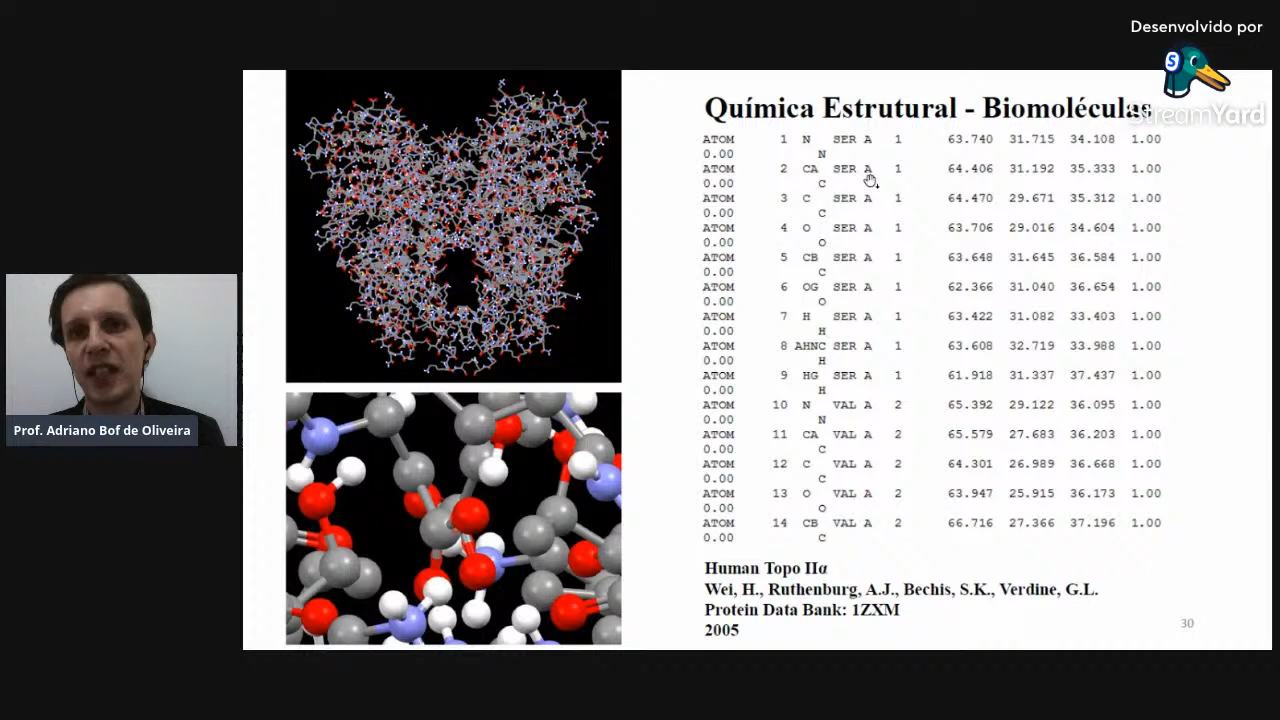 Desenvolvido por
S
StreamYard
Química Estrutural - Biomoléculas
ATOM 1 N SER A 1 63.740 31.715 34.108 1.00
0.00 N
ATOM 2 CA SER A 1 64.406 31.192 35.333 1.00
0.00 C
ATOM 3 C SER A 1 64.470 29.671 35.312 1.00
0.00 C
ATOM 4 O SER A 1 63.706 29.016 34.604 1.00
0.00 O
ATOM 5 CB SER A 1 63.648 31.645 36.584 1.00
0.00 C
ATOM 6 OG SER A 1 62.366 31.040 36.654 1.00
0.00 O
ATOM 7 H SER A 1 63.422 31.082 33.403 1.00
0.00 H
ATOM 8 AHNC SER A 1 63.608 32.719 33.988 1.00
0.00 H
ATOM 9 HG SER A 1 61.918 31.337 37.437 1.00
0.00 H
ATOM 10 N VAL A 2 65.392 29.122 36.095 1.00
0.00 N
ATOM 11 CA VAL A 2 65.579 27.683 36.203 1.00
0.00 C
ATOM 12 C VAL A 2 64.301 26.989 36.668 1.00
0.00 C
ATOM 13 O VAL A 2 63.947 25.915 36.173 1.00
0.00 O
ATOM 14 CB VAL A 2 66.716 27.366 37.196 1.00
0.00 C
Human Topo IIα
Wei, H., Ruthenburg, A.J., Bechis, S.K., Verdine, G.L.
Protein Data Bank: 1ZXM
2005
30
Prof. Adriano Bof de Oliveira